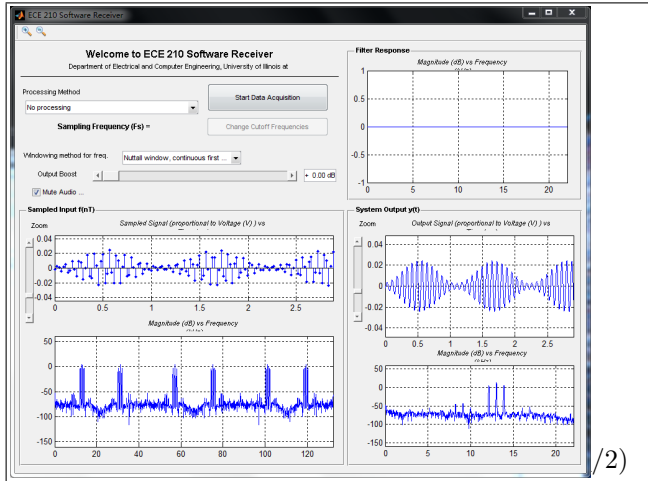 ECE 210 Software Receiver
Welcome to ECE 210 Software Receiver
Department of Electrical and Computer Engineering, University of Illinois at
Processing Method
No processing
Start Data Acquisition
Sampling Frequency (Fs) =
Change Cutoff Frequencies
Windowing method for freq.
Nuttall window, continuous first ...
Output Boost
+ 0.00 dB
Mute Audio ...
Filter Response
Magnitude (dB) vs Frequency
1
0.5
0
-0.5
-1
0 5 10 15 20
Sampled Input f(nT)
Zoom
Sampled Signal (proportional to Voltage (V) ) vs
0.04
0.02
0
-0.02
-0.04
0 0.5 1 1.5 2 2.5
Magnitude (dB) vs Frequency
50
0
-50
-100
-150
0 20 40 60 80 100 120
System Output y(t)
Zoom
Output Signal (proportional to Voltage (V) ) vs
0.04
0.02
0
-0.02
-0.04
0 0.5 1 1.5 2 2.5
Magnitude (dB) vs Frequency
50
0
-50
-100
-150
0 5 10 15 20
/2)